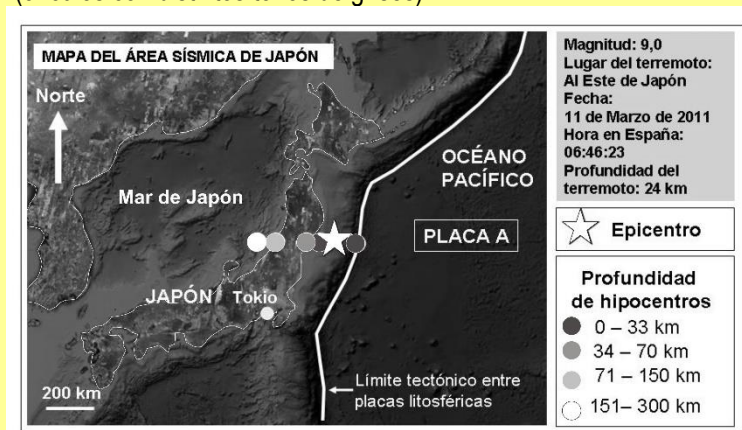 MAPA DEL ÁREA SÍSMICA DE JAPÓN
Norte
Mar de Japón
OCÉANO
PACÍFICO
PLACA A
JAPÓN
Tokio
200 km
Límite tectónico entre
placas litosféricas
Magnitud: 9,0
Lugar del terremoto:
Al Este de Japón
Fecha:
11 de Marzo de 2011
Hora en España:
06:46:23
Profundidad del
terremoto: 24 km
Epicentro
Profundidad
de hipocentros
0 – 33 km
34 – 70 km
71 – 150 km
151– 300 km